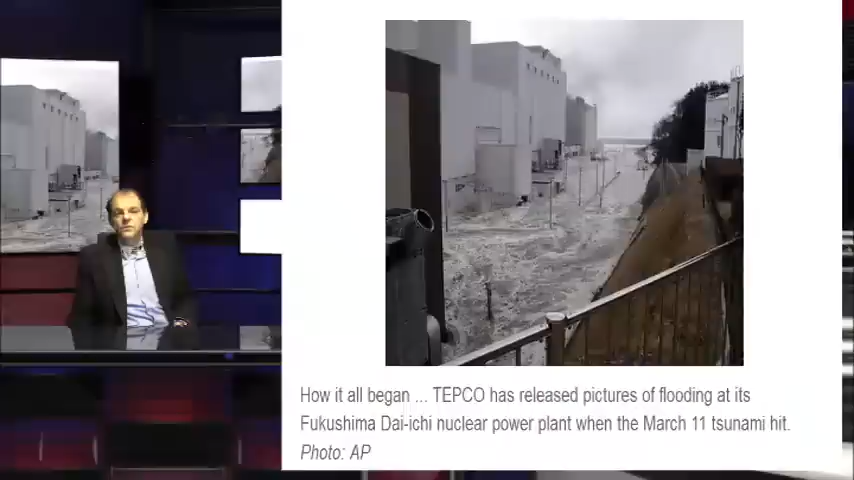 How it all began ... TEPCO has released pictures of flooding at its
Fukushima Dai-ichi nuclear power plant when the March 11 tsunami hit.
Photo: AP